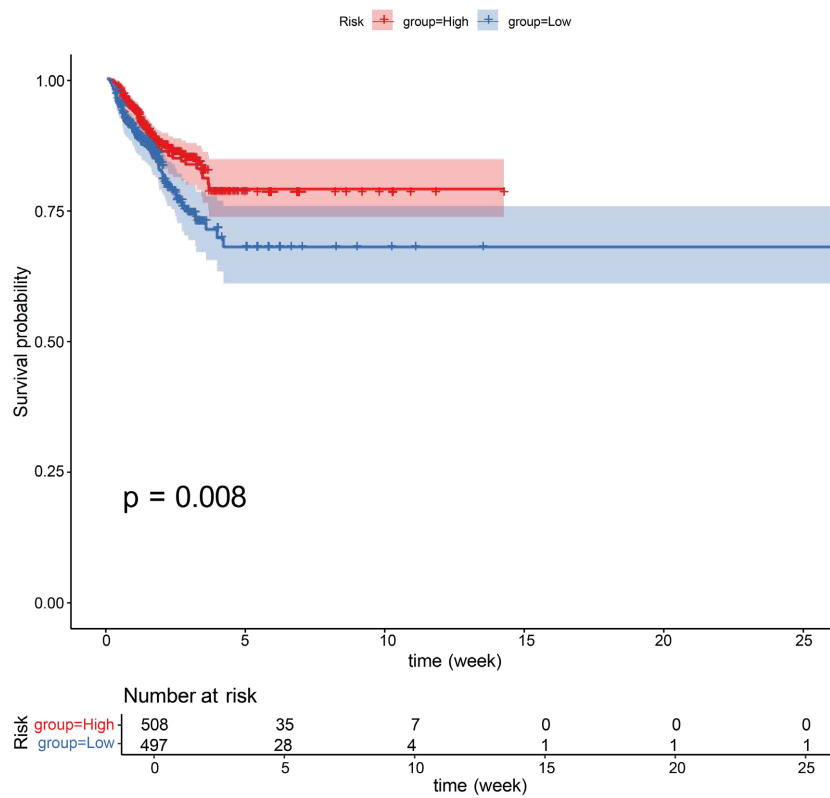 Risk group=High group=Low
Survival probability
1.00
0.75
0.50
0.25
0.00
p = 0.008
0 5 10 15 20 25
time (week)
Number at risk
Risk
group=High 508 35 7 0 0 0
group=Low 497 28 4 1 1 1
0 5 10 15 20 25
time (week)